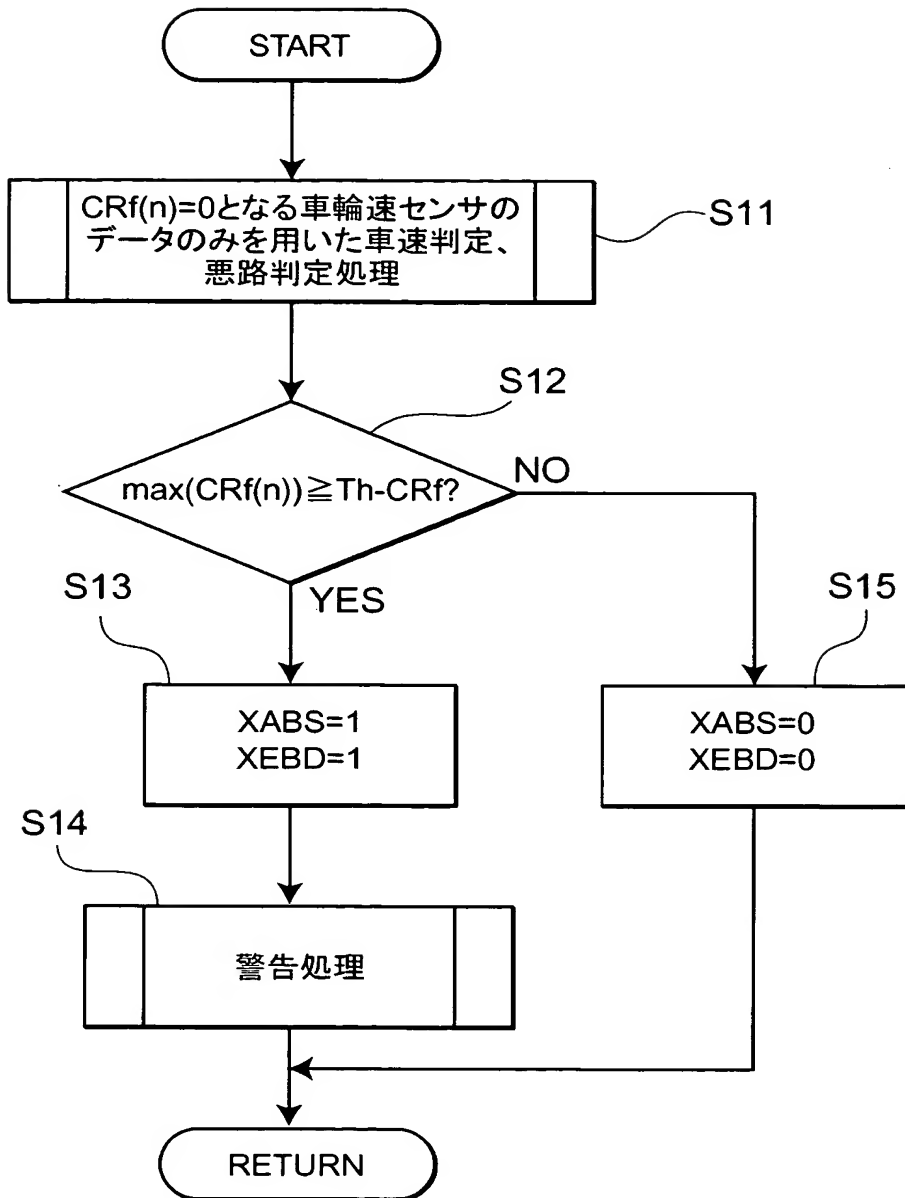 START
CRf(n)=0となる車輪速センサの
データのみを用いた車速判定、
悪路判定処理
S11
S12
max(CRf(n))≧Th-CRf?
NO
YES
S13
XABS=1
XEBD=1
S15
XABS=0
XEBD=0
S14
警告処理
RETURN